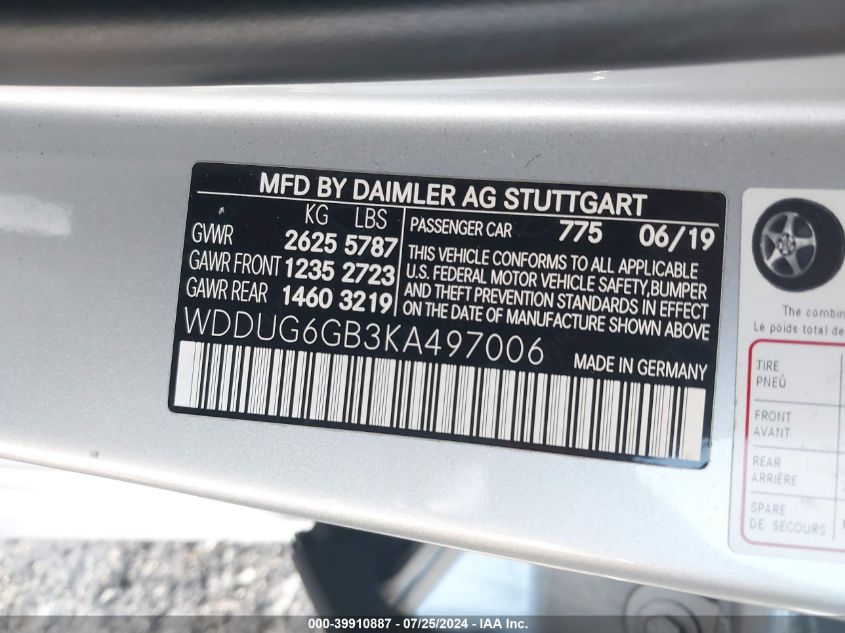 MFD BY DAIMLER AG STUTTGART
KG LBS
GVWR 2625 5787
GAWR FRONT 1235 2723
GAWR REAR 1460 3219
PASSENGER CAR 775 06/19
THIS VEHICLE CONFORMS TO ALL APPLICABLE
U.S. FEDERAL MOTOR VEHICLE SAFETY, BUMPER
AND THEFT PREVENTION STANDARDS IN EFFECT
ON THE DATE OF MANUFACTURE SHOWN ABOVE
WDDUG6GB3KA497006
MADE IN GERMANY
The combin
Le poids total de
TIRE
PNEÛ
FRONT
AVANT
REAR
ARRIÈRE
SPARE
DE SECOURS
000-39910887 - 07/25/2024 - IAA Inc.